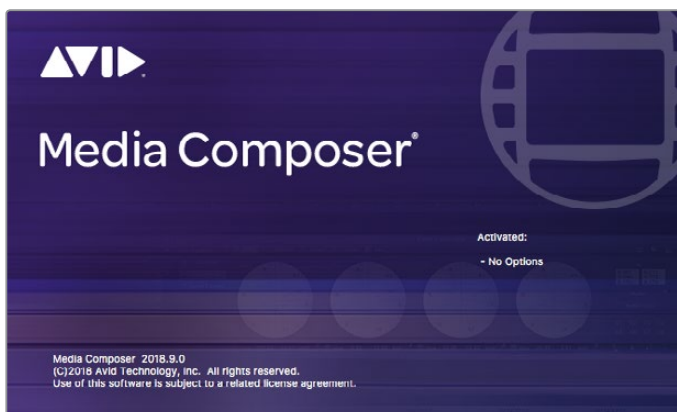 AVID
Media Composer®
Activated:
- No Options
Media Composer 2018.9.0
(C)2018 Avid Technology, Inc. All rights reserved.
Use of this software is subject to a related license agreement.